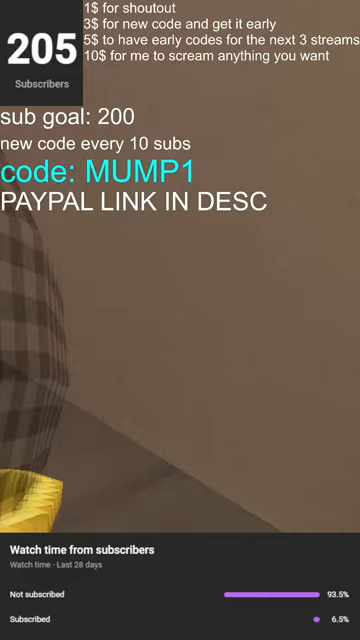 205
Subscribers
1$ for shoutout
3$ for new code and get it early
5$ to have early codes for the next 3 streams
10$ for me to scream anything you want
sub goal: 200
new code every 10 subs
code: MUMP1
PAYPAL LINK IN DESC
Watch time from subscribers
Watch time · Last 28 days
Not subscribed 93.5%
Subscribed 6.5%